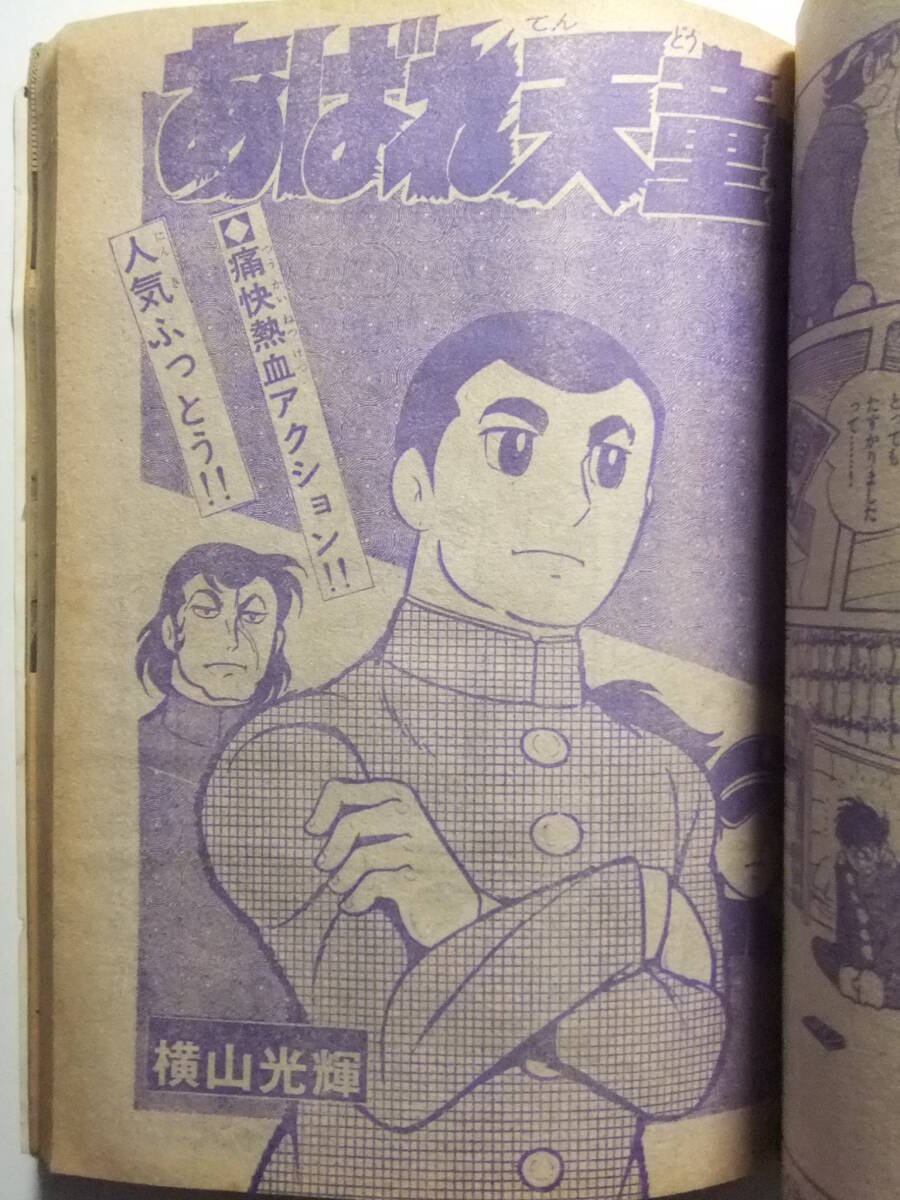 あばれ天童
てん
どう
◆痛快熱血アクション!!
つうかいねつけつ
人気ふっとう!!
にんき
横山光輝
とっても
たすかりました
って………